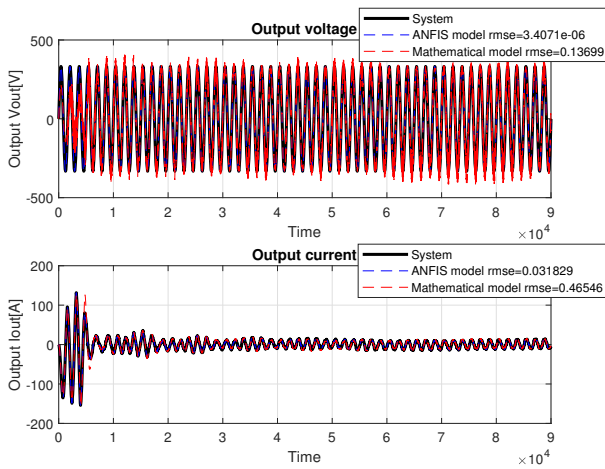 Output voltage
System
ANFIS model rmse=3.4071e-06
Mathematical model rmse=0.13699
Output Vout[V]
500
0
-500
0 1 2 3 4 5 6 7 8 9
Time
×10^4
Output current
System
ANFIS model rmse=0.031829
Mathematical model rmse=0.46546
Output Iout[A]
200
100
0
-100
-200
0 1 2 3 4 5 6 7 8 9
Time
×10^4